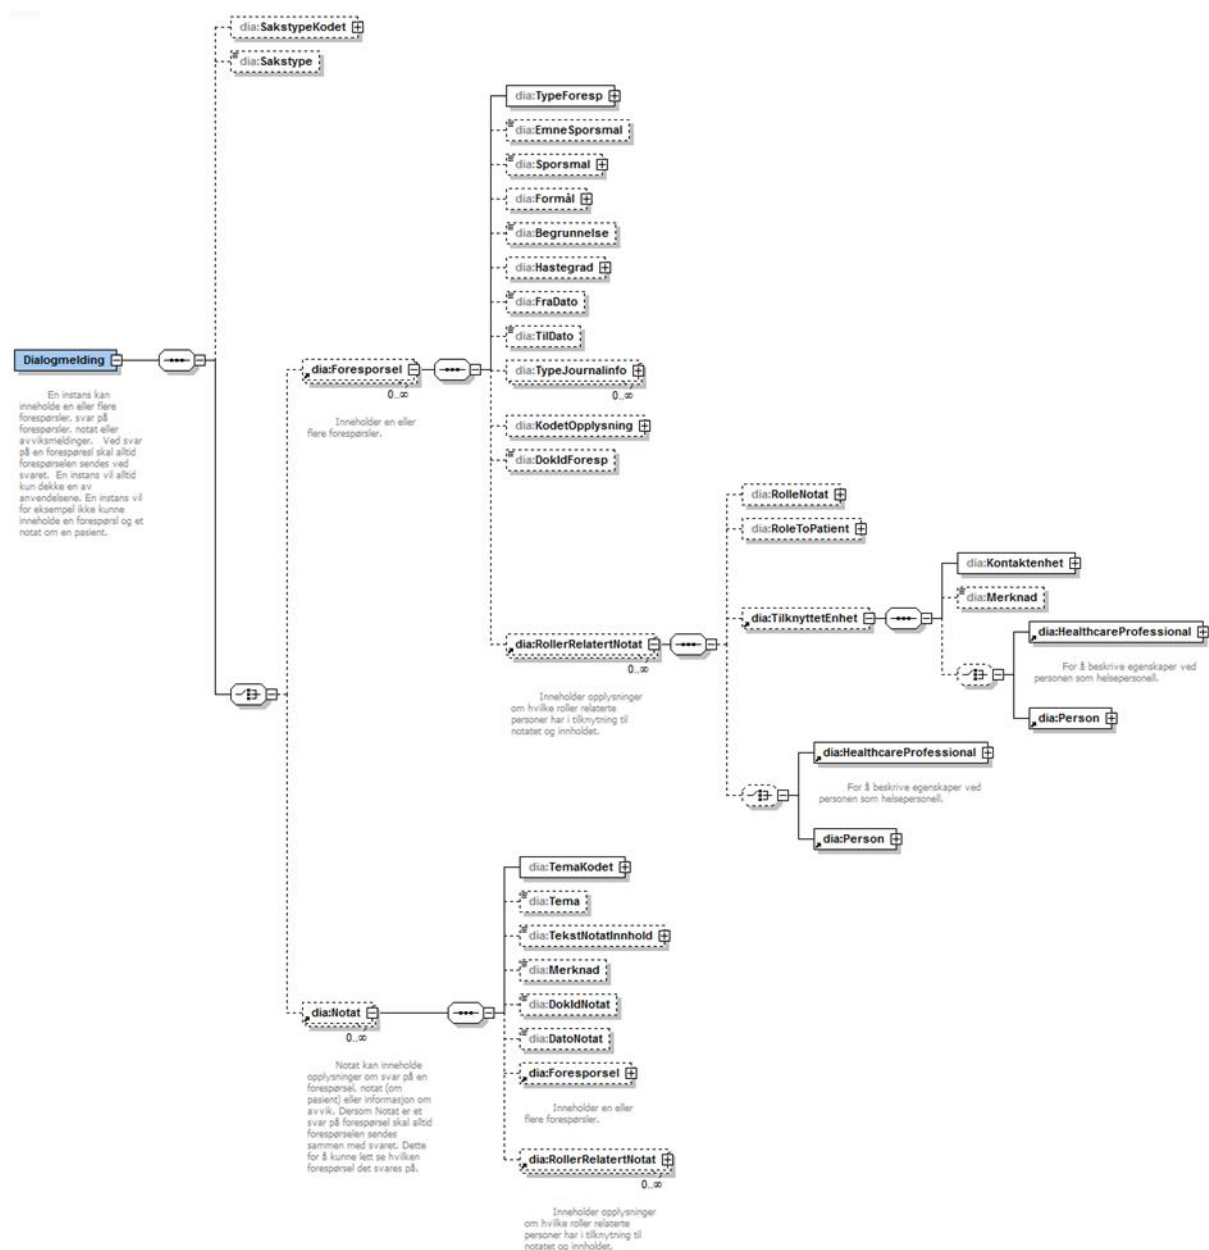 dia:SakstypeKodet
dia:Sakstype
dia:TypeForesp
dia:EmneSporsmal
dia:Sporsmal
dia:Formål
dia:Begrunnelse
dia:Hastegrad
dia:FraDato
dia:TilDato
Dialogmelding
En instans kan
inneholde en eller flere
forespørsler, svar på
forespørsler, notat eller
avviksmeldinger. Ved svar
på en forespøresl skal alltid
forespørselen sendes ved
svaret. En instans vil alltid
kun dekke en av
anvendelsene. En instans vil
for eksempel ikke kunne
inneholde en forespørsl og et
notat om en pasient.
dia:Foresporsel
0..∞
Inneholder en eller
flere forespørsler.
dia:TypeJournalinfo
0..∞
dia:KodetOpplysning
dia:DokIdForesp
dia:RolleNotat
dia:RoleToPatient
dia:Kontaktenhet
dia:Merknad
dia:TilknyttetEnhet
dia:HealthcareProfessional
For å beskrive egenskaper ved
personen som helsepersonell.
dia:Person
dia:RollerRelatertNotat
0..∞
Inneholder opplysninger
om hvilke roller relaterte
personer har i tilknytning til
notatet og innholdet.
dia:HealthcareProfessional
For å beskrive egenskaper ved
personen som helsepersonell.
dia:Person
dia:TemaKodet
dia:Tema
dia:TekstNotatInnhold
dia:Merknad
dia:DokIdNotat
dia:Notat
0..∞
Notat kan inneholde
opplysninger om svar på en
forespørsel, notat (om
pasient) eller informasjon om
avvik. Dersom Notat er et
svar på forespørsel skal alltid
forespørselen sendes
sammen med svaret. Dette
for å kunne lett se hvilken
forespørsel det svares på.
dia:DatoNotat
dia:Foresporsel
Inneholder en eller
flere forespørsler.
dia:RollerRelatertNotat
0..∞
Inneholder opplysninger
om hvilke roller relaterte
personer har i tilknytning til
notatet og innholdet.